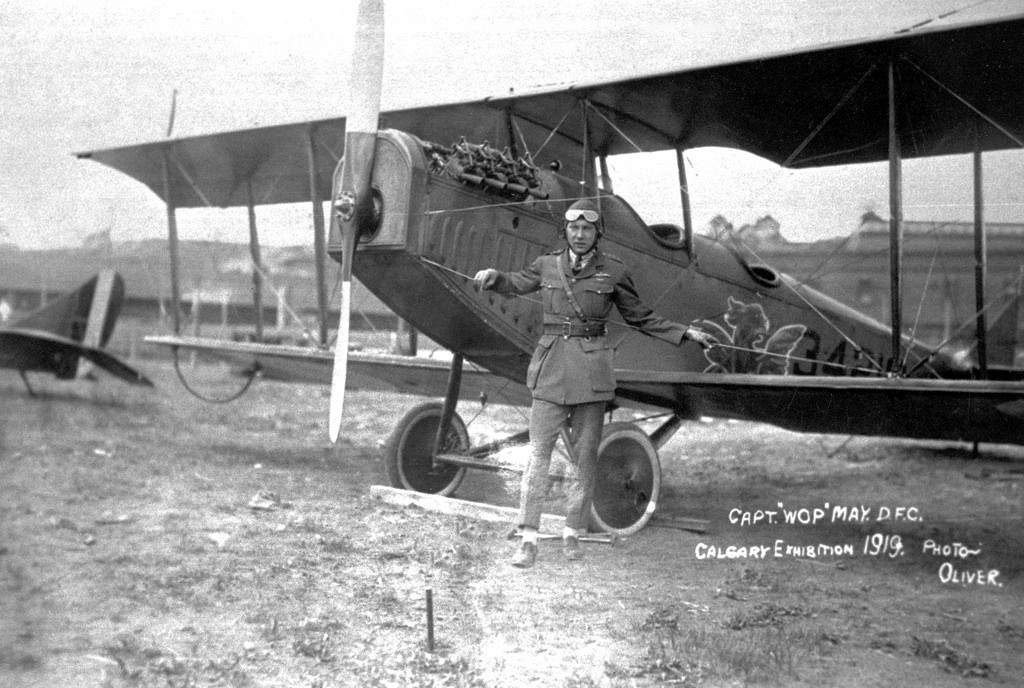 CAPT. "WOP" MAY. D.F.C.
CALGARY EXHIBITION 1919. PHOTO-
OLIVER.